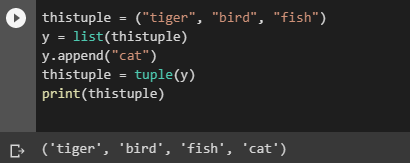 thistuple = ("tiger", "bird", "fish")
y = list(thistuple)
y.append("cat")
thistuple = tuple(y)
print(thistuple)
('tiger', 'bird', 'fish', 'cat')